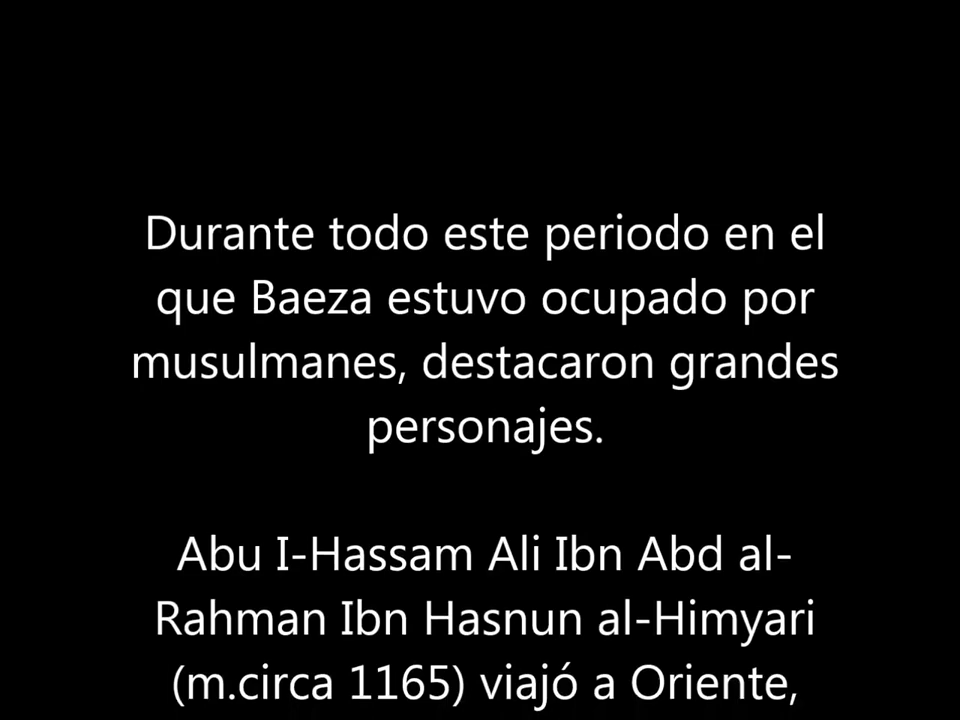 Durante todo este periodo en el
que Baeza estuvo ocupado por
musulmanes, destacaron grandes
personajes.
Abu I-Hassam Ali Ibn Abd al-
Rahman Ibn Hasnun al-Himyari
(m.circa 1165) viajó a Oriente,